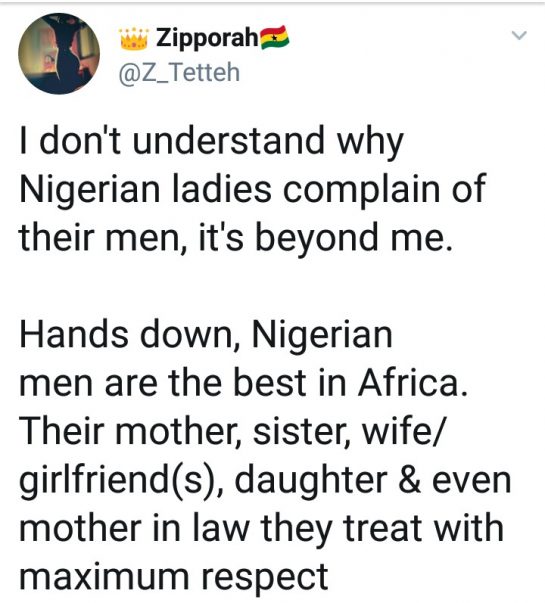 👑 Zipporah🇬🇭
@Z_Tetteh
I don't understand why
Nigerian ladies complain of
their men, it's beyond me.
Hands down, Nigerian
men are the best in Africa.
Their mother, sister, wife/
girlfriend(s), daughter & even
mother in law they treat with
maximum respect